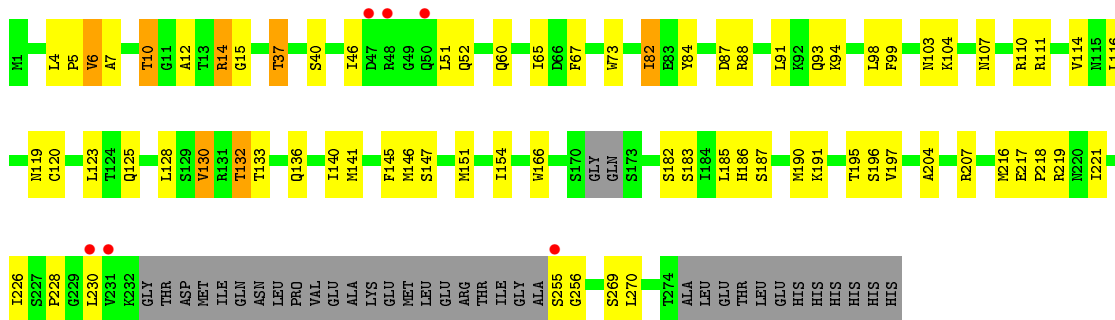 M1 L4 P5 V6 A7 T10 G11 A12 T13 R14 G15 T37 S40 I46 D47 R48 G49 Q50 L51 Q52 Q60 I65 D66 F67 W73 I82 E83 Y84 D87 R88 L91 K92 Q93 K94 L98 F99 N103 K104 N107 R110 R111 V114 N115 L116
N119 C120 L123 T124 Q125 L128 S129 V130 R131 T132 T133 Q136 I140 M141 F145 M146 S147 M151 I154 W166 S170 GLY GLN S173 S182 S183 I184 L185 H186 S187 M190 K191 T195 S196 V197 A204 R207 M216 E217 P218 R219 N220 I221
I226 S227 P228 G229 L230 V231 K232 GLY THR ASP MET ILE GLN ASN LEU PRO VAL GLU ALA LYS GLU MET LEU GLU ARG THR ILE GLY ALA S255 G256 S269 L270 T274 ALA LEU GLU THR LEU GLU HIS HIS HIS HIS HIS HIS